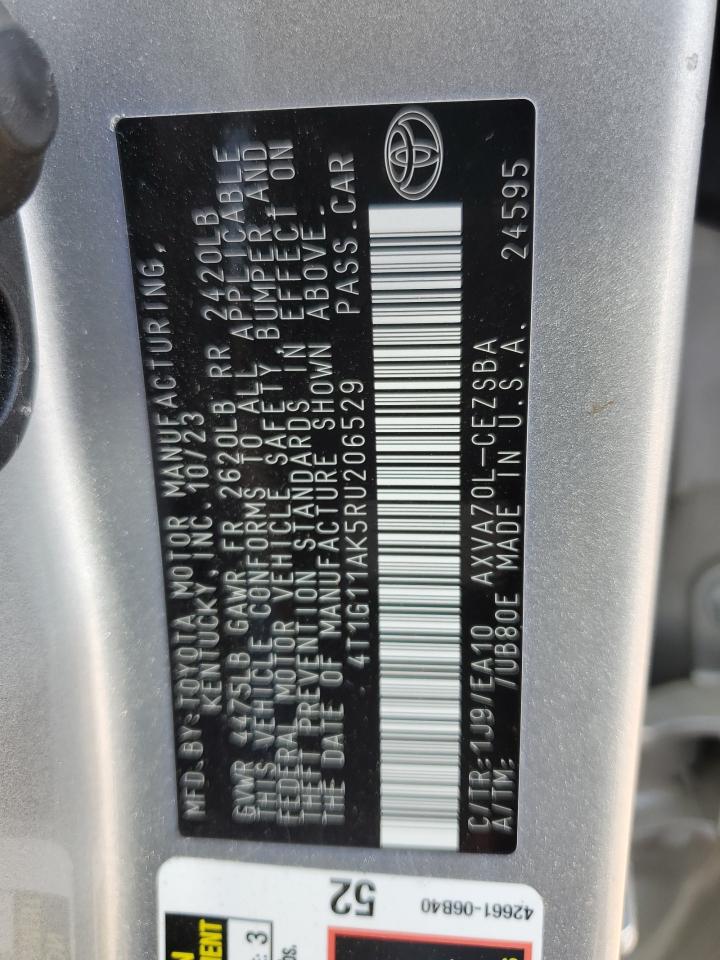 MFD.BY:TOYOTA MOTOR MANUFACTURING,
KENTUCKY, INC. 10/23
GVWR 4475LB GAWR FR 2620LB RR 2420LB
THIS VEHICLE CONFORMS TO ALL APPLICABLE
FEDERAL MOTOR VEHICLE SAFETY, BUMPER,AND
THEFT PREVENTION STANDARDS IN EFFECT ON
THE DATE OF MANUFACTURE SHOWN ABOVE.
4T1G11AK5RU206529 PASS.CAR
C/TR:1J9/EA10 AXVA70L-CEZSBA 24595
A/TM: /UB80E MADE IN U.S.A.
52
42661-06B40